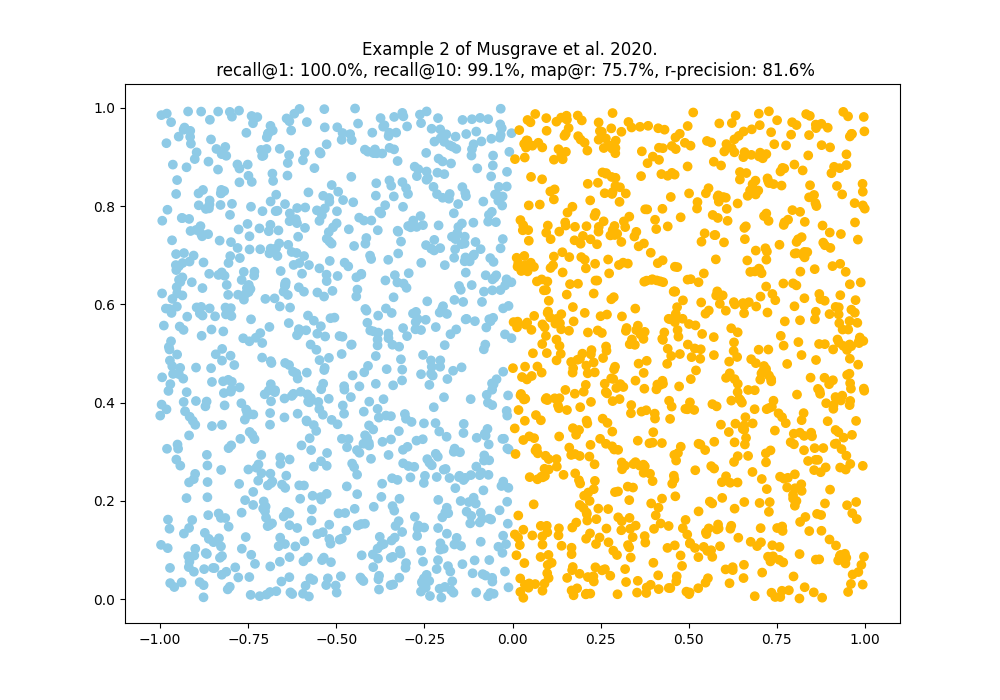 Example 2 of Musgrave et al. 2020.
recall@1: 100.0%, recall@10: 99.1%, map@r: 75.7%, r-precision: 81.6%
1.0
0.8
0.6
0.4
0.2
0.0
−1.00 −0.75 −0.50 −0.25 0.00 0.25 0.50 0.75 1.00